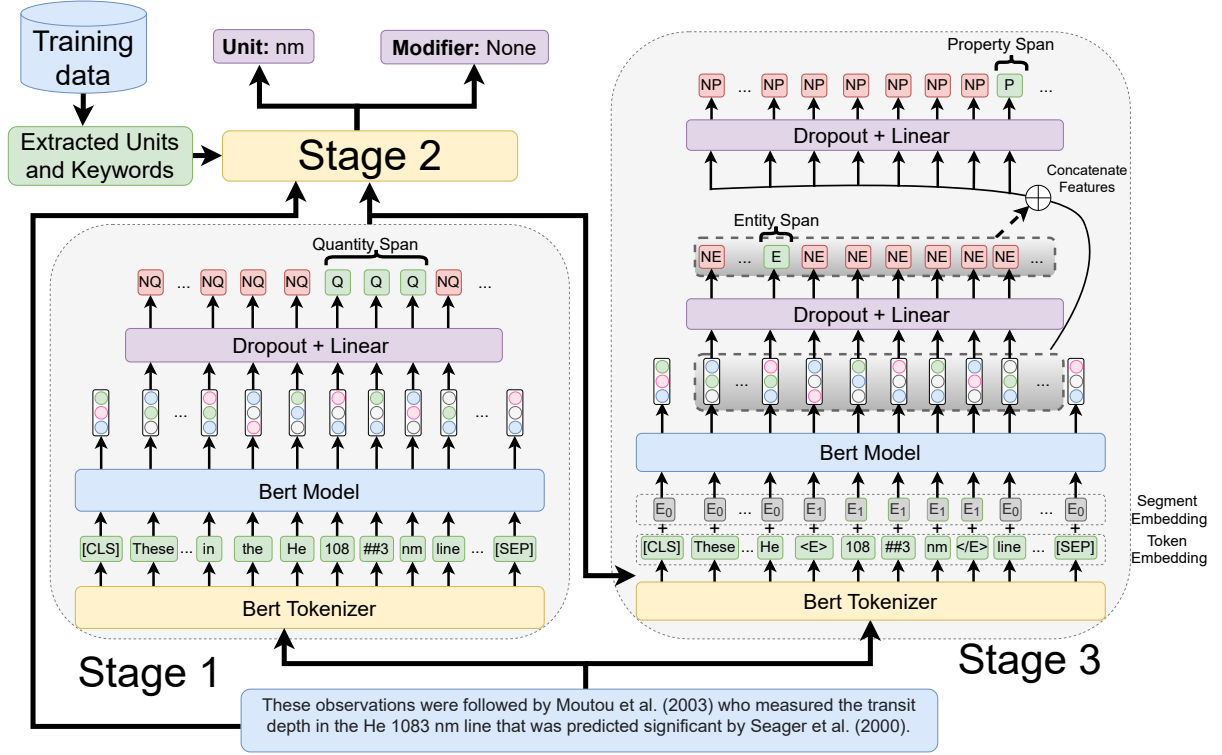 Training
data
Extracted Units
and Keywords
Unit: nm
Modifier: None
Stage 2
Quantity Span
NQ ... NQ NQ NQ Q Q Q NQ ...
Dropout + Linear
... ...
Bert Model
[CLS] These ... in the He 108 ##3 nm line ... [SEP]
Bert Tokenizer
Stage 1
Property Span
NP ... NP NP NP NP NP NP P ...
Dropout + Linear
Concatenate
Features
Entity Span
NE ... E NE NE NE NE NE NE ...
Dropout + Linear
... ...
Bert Model
E0 E0 ... E0 E1 E1 E1 E1 E1 E0 ... E0
Segment
Embedding
+ + + + + + + + + +
[CLS] These ... He <E> 108 ##3 nm </E> line ... [SEP]
Token
Embedding
Bert Tokenizer
Stage 3
These observations were followed by Moutou et al. (2003) who measured the transit
depth in the He 1083 nm line that was predicted significant by Seager et al. (2000).